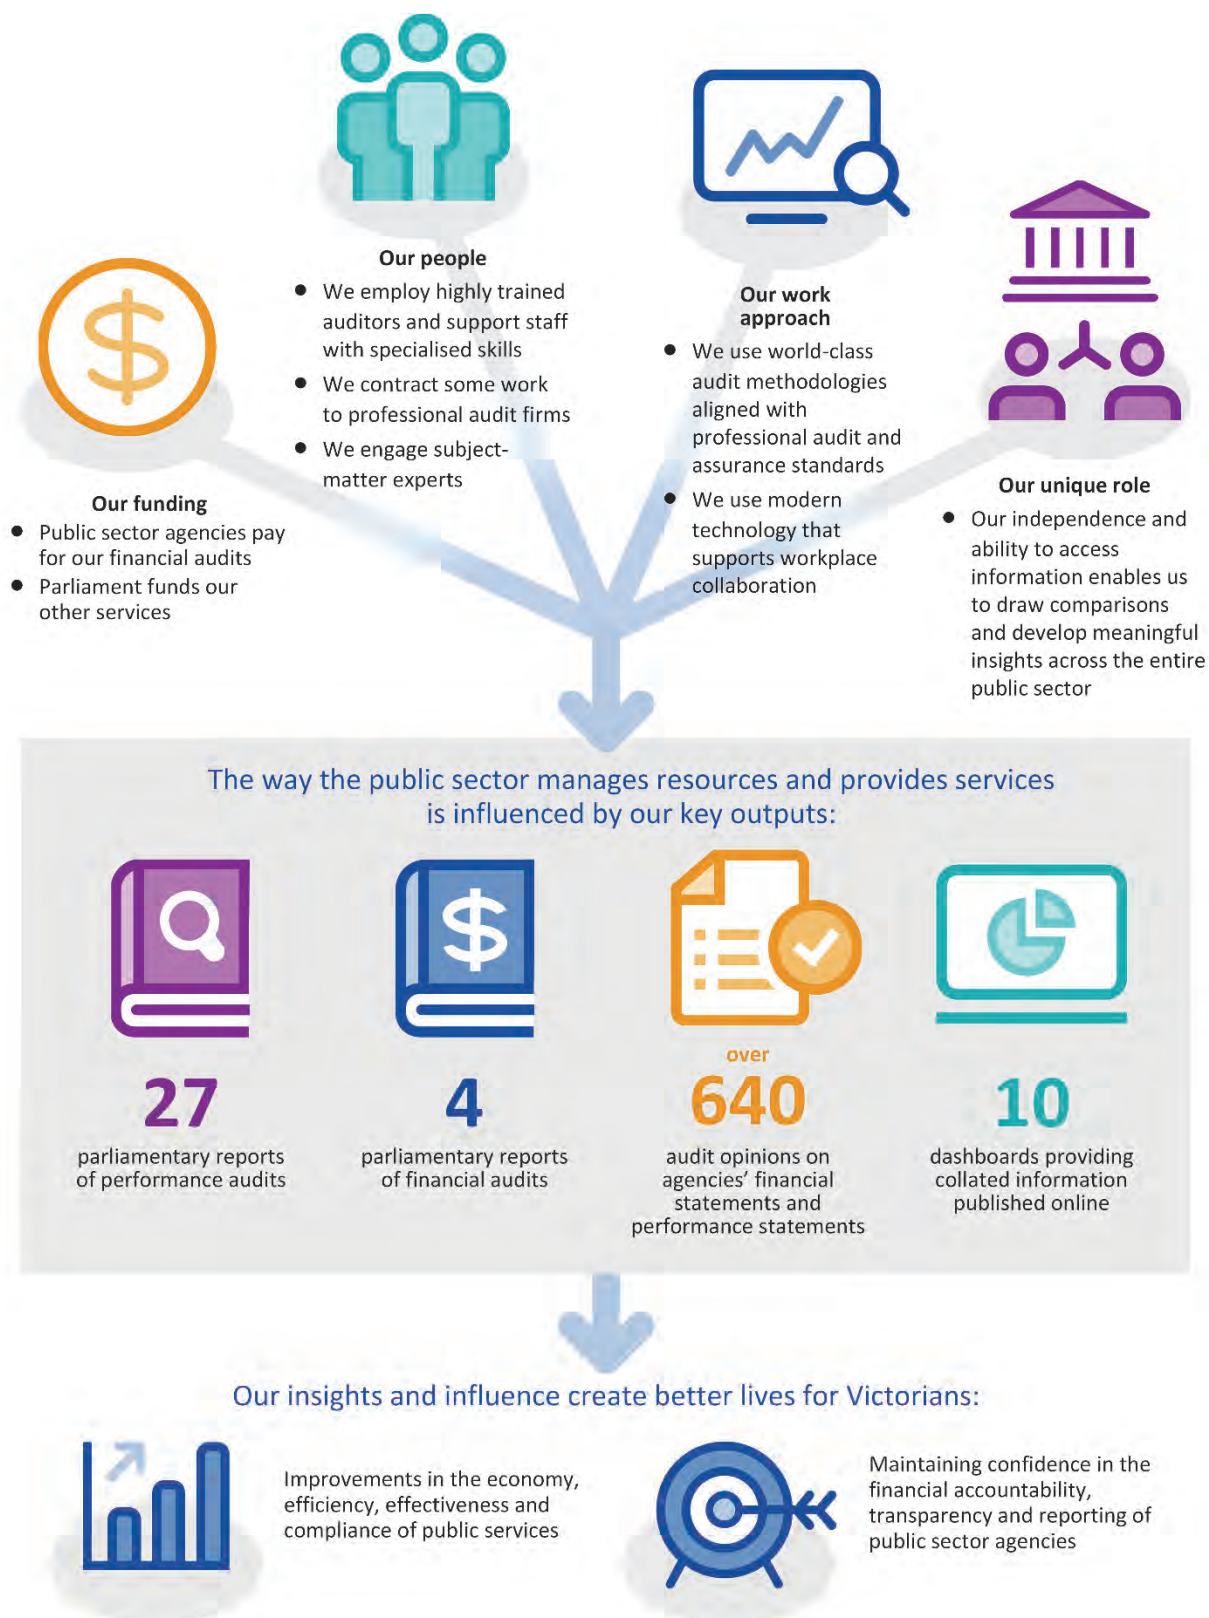 Our people
• We employ highly trained
auditors and support staff
with specialised skills
• We contract some work
to professional audit firms
• We engage subject-
matter experts
Our work
approach
• We use world-class
audit methodologies
aligned with
professional audit and
assurance standards
• We use modern
technology that
supports workplace
collaboration
Our funding
• Public sector agencies pay
for our financial audits
• Parliament funds our
other services
Our unique role
• Our independence and
ability to access
information enables us
to draw comparisons
and develop meaningful
insights across the entire
public sector
The way the public sector manages resources and provides services
is influenced by our key outputs:
27
parliamentary reports
of performance audits
4
parliamentary reports
of financial audits
over
640
audit opinions on
agencies’ financial
statements and
performance statements
10
dashboards providing
collated information
published online
Our insights and influence create better lives for Victorians:
Improvements in the economy,
efficiency, effectiveness and
compliance of public services
Maintaining confidence in the
financial accountability,
transparency and reporting of
public sector agencies